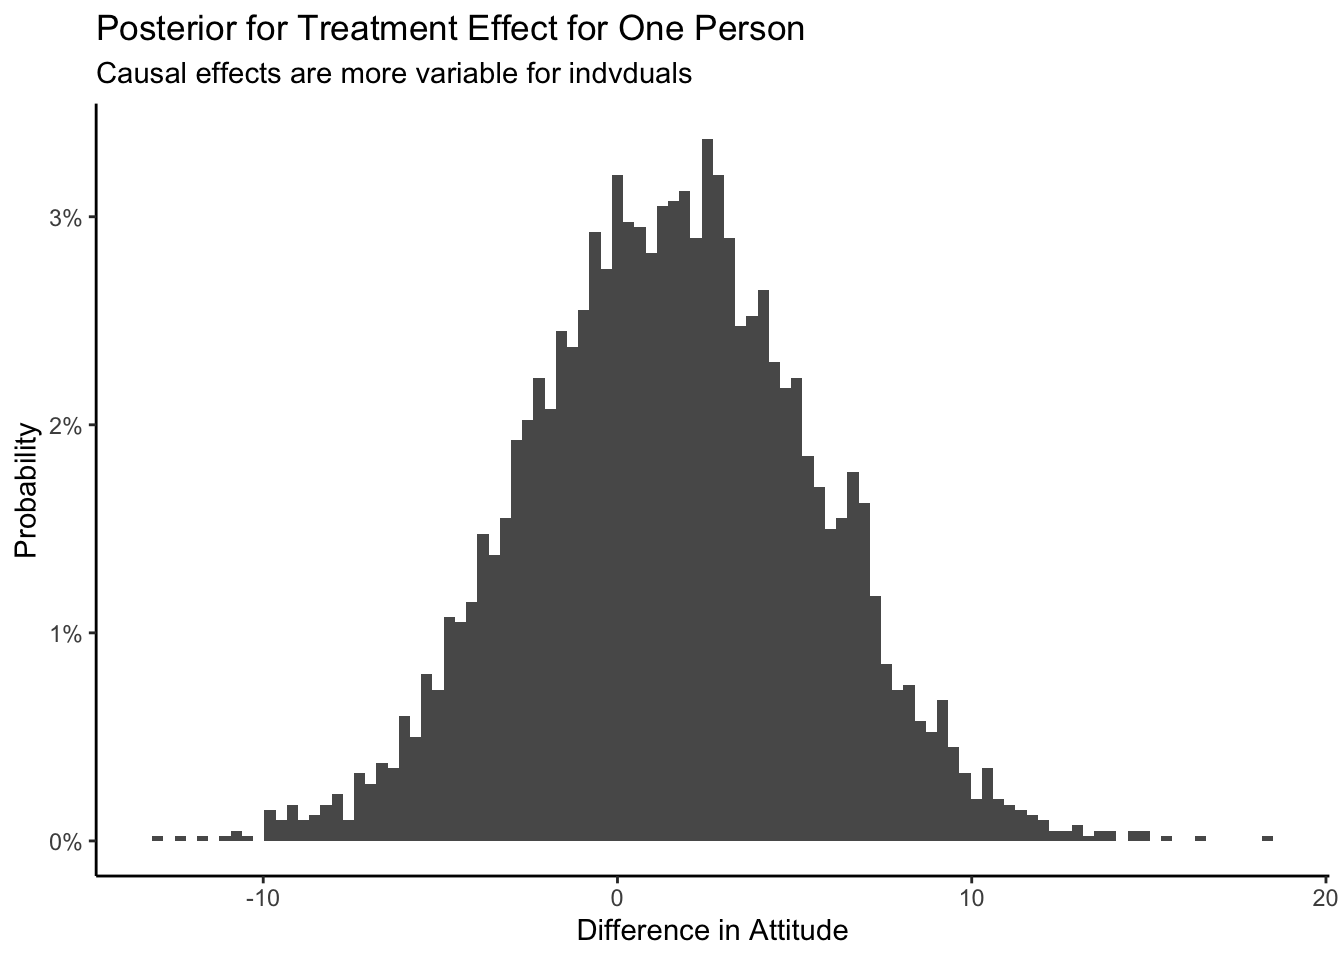 Posterior for Treatment Effect for One Person
Causal effects are more variable for indvduals
3%
2%
1%
0%
Probability
-10
0
10
20
Difference in Attitude